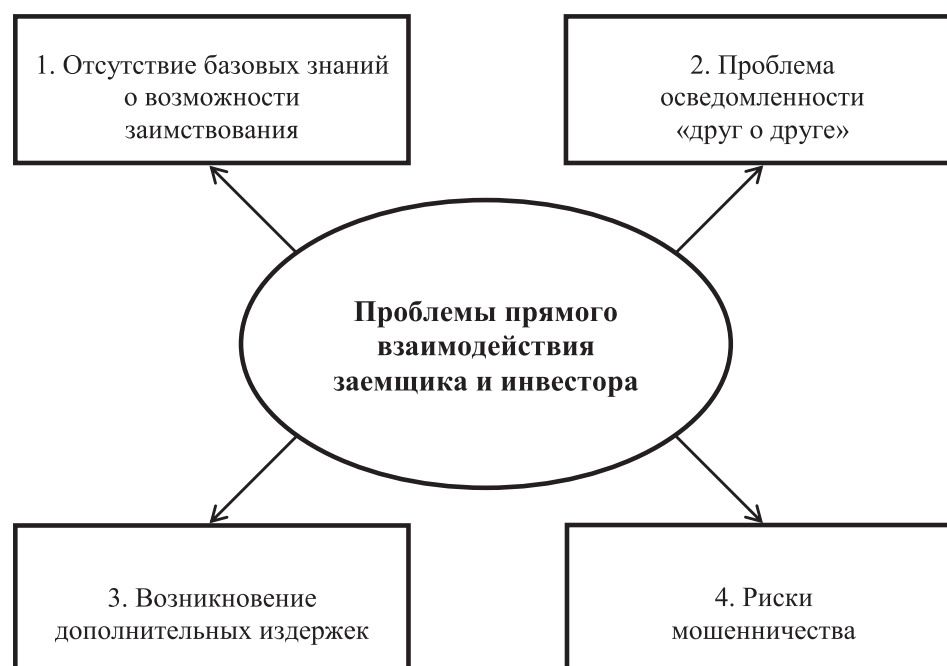 1. Отсутствие базовых знаний
о возможности
заимствования
2. Проблема
осведомленности
«друг о друге»
Проблемы прямого
взаимодействия
заемщика и инвестора
3. Возникновение
дополнительных издержек
4. Риски
мошенничества